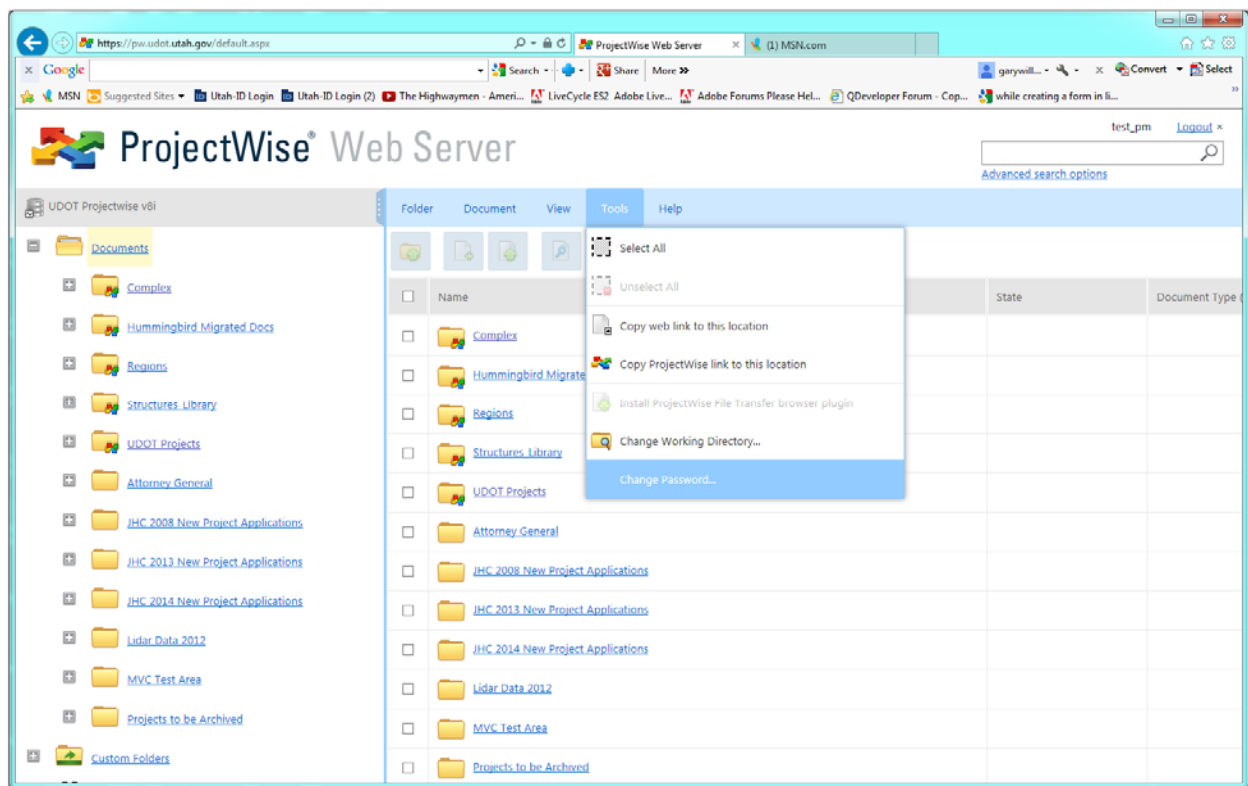 https://pw.udot.utah.gov/default.aspx
ProjectWise Web Server
(1) MSN.com
x Google
Search
Share
More »
garywill...
x
Convert
Select
MSN
Suggested Sites
Utah-ID Login
Utah-ID Login (2)
The Highwaymen - Ameri...
LiveCycle ES2 Adobe Live...
Adobe Forums Please Hel...
QDeveloper Forum - Cop...
while creating a form in li...
ProjectWise® Web Server
test_pm
Logout ×
Advanced search options
UDOT Projectwise v8i
Folder
Document
View
Tools
Help
Documents
Complex
Hummingbird Migrated Docs
Regions
Structures_Library
UDOT Projects
Attorney General
JHC 2008 New Project Applications
JHC 2013 New Project Applications
JHC 2014 New Project Applications
Lidar Data 2012
MVC Test Area
Projects to be Archived
Custom Folders
Select All
Unselect All
Copy web link to this location
Copy ProjectWise link to this location
Install ProjectWise File Transfer browser plugin
Change Working Directory...
Change Password...
Name
State
Document Type (
Complex
Hummingbird Migrate
Regions
Structures_Library
UDOT Projects
Attorney General
JHC 2008 New Project Applications
JHC 2013 New Project Applications
JHC 2014 New Project Applications
Lidar Data 2012
MVC Test Area
Projects to be Archived